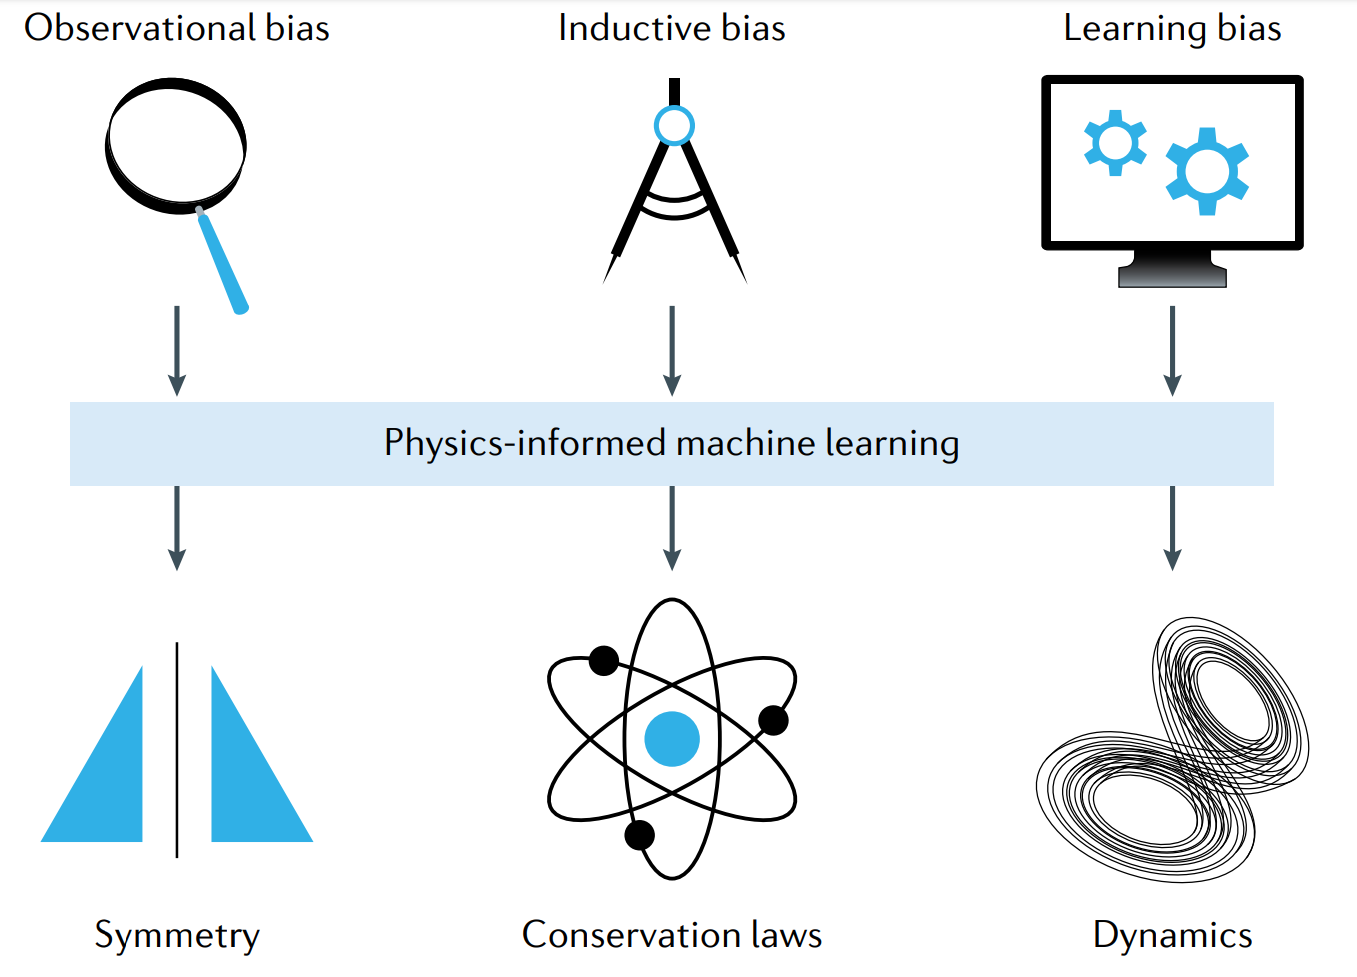 Observational bias
Inductive bias
Learning bias
Physics-informed machine learning
Symmetry
Conservation laws
Dynamics